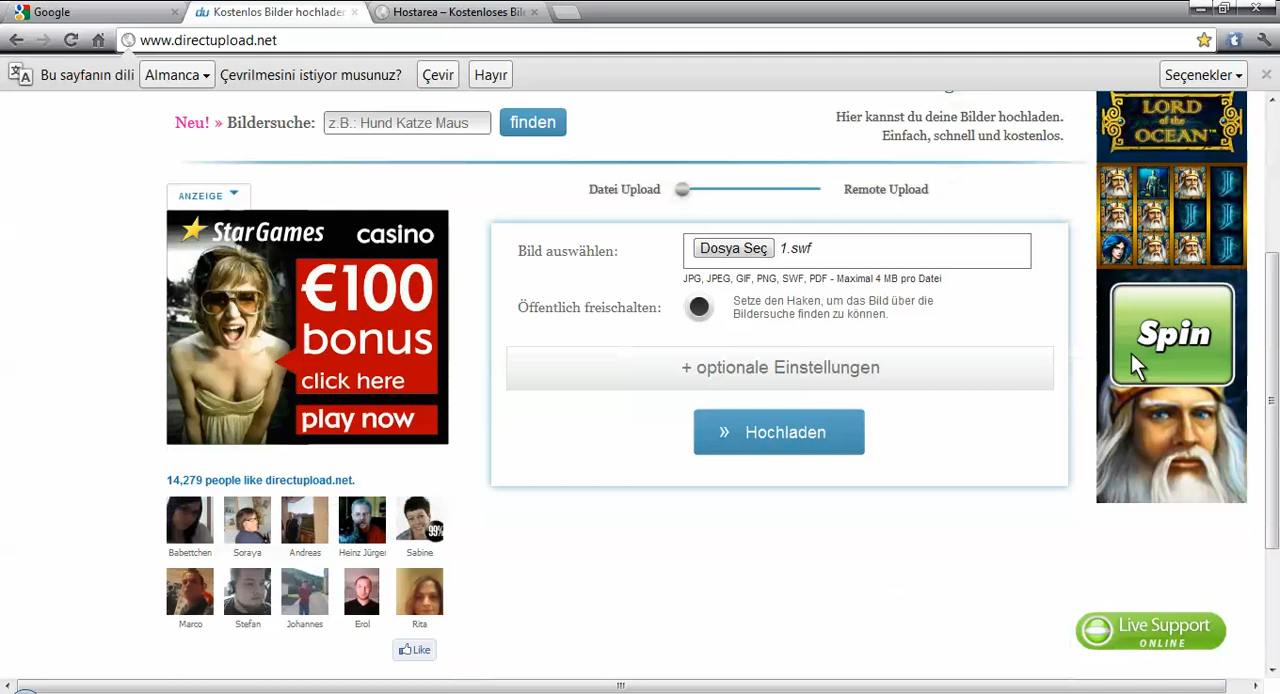 Google
Kostenlos Bilder hochladen
Hostarea – Kostenloses Bil
www.directupload.net
Bu sayfanın dili Almanca Çevrilmesini istiyor musunuz? Çevir Hayır Seçenekler
Neu! » Bildersuche: z.B.: Hund Katze Maus finden
Hier kannst du deine Bilder hochladen.
Einfach, schnell und kostenlos.
LORD
of the
OCEAN™
ANZEIGE
Datei Upload Remote Upload
StarGames casino
€100
bonus
click here
play now
Bild auswählen: Dosya Seç 1.swf
JPG, JPEG, GIF, PNG, SWF, PDF - Maximal 4 MB pro Datei
Öffentlich freischalten: Setze den Haken, um das Bild über die
Bildersuche finden zu können.
+ optionale Einstellungen
» Hochladen
Spin
14,279 people like directupload.net.
99%
Babettchen Soraya Andreas Heinz Jürgen Sabine
Marco Stefan Johannes Erol Rita
Like
Live Support
ONLINE